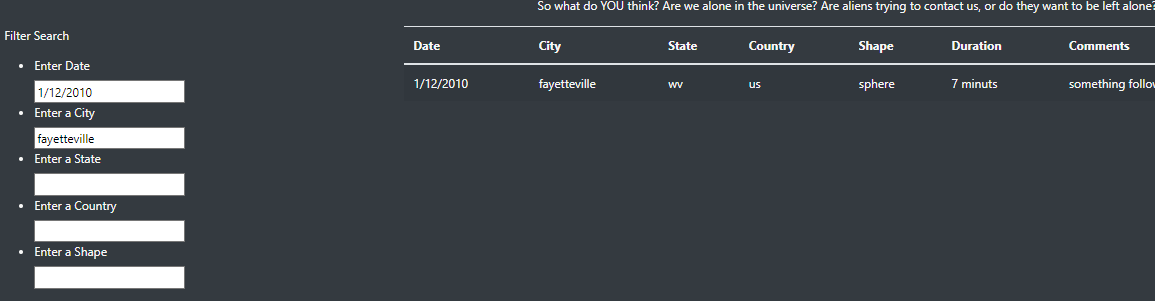 So what do YOU think? Are we alone in the universe? Are aliens trying to contact us, or do they want to be left alone?
Filter Search
Enter Date
1/12/2010
Enter a City
fayetteville
Enter a State
Enter a Country
Enter a Shape
Date City State Country Shape Duration Comments
1/12/2010 fayetteville wv us sphere 7 minuts something follow